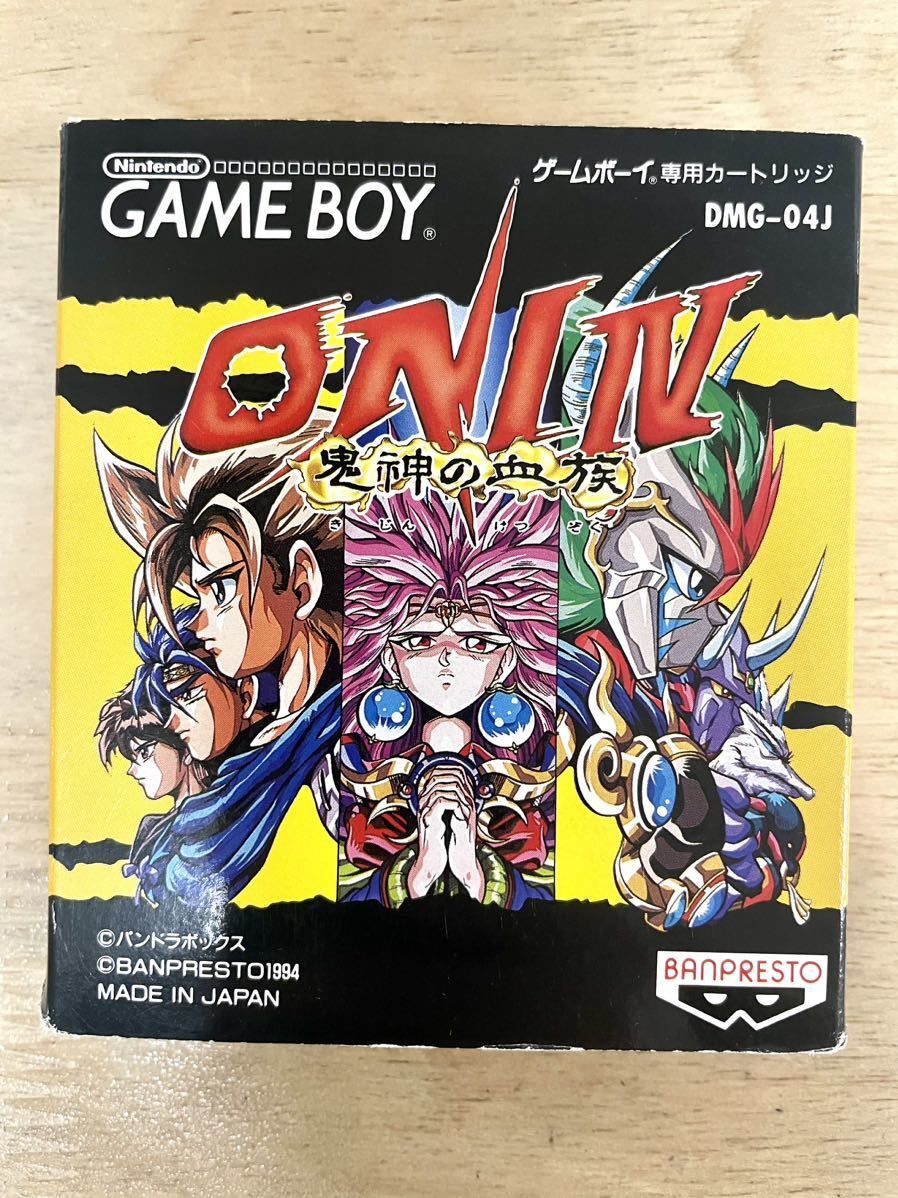 Nintendo
GAME BOY®
ゲームボーイ®専用カートリッジ
DMG-04J
ONI IV
鬼神の血族
きじん けつぞく
©パンドラボックス
©BANPRESTO1994
MADE IN JAPAN
BANPRESTO